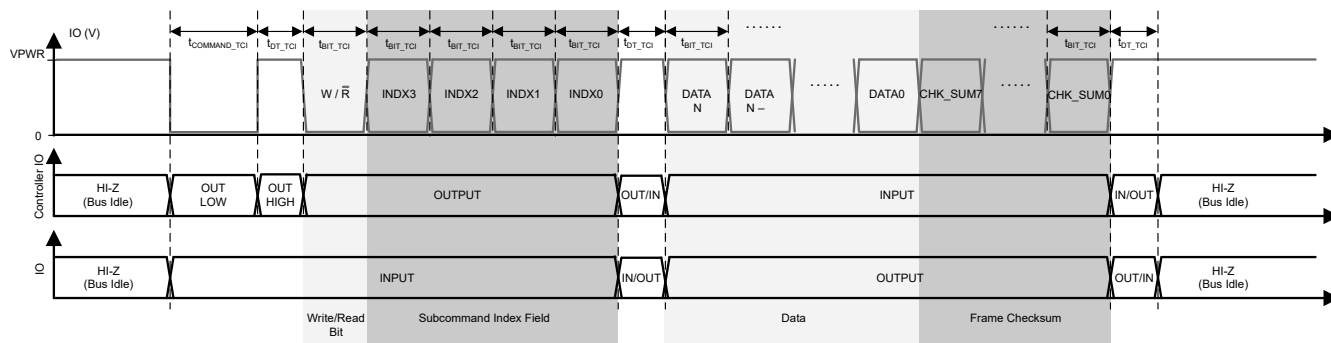 IO (V)
VPWR
0
tCOMMAND_TCI
tDT_TCI
tBIT_TCI
tBIT_TCI
tBIT_TCI
tBIT_TCI
tBIT_TCI
tDT_TCI
tBIT_TCI
......
......
tBIT_TCI
tDT_TCI
W / R̅
INDX3
INDX2
INDX1
INDX0
DATA
N
DATA
N –
.....
DATA0
CHK_SUM7
.....
CHK_SUM0
Controller IO
HI-Z
(Bus Idle)
OUT
LOW
OUT
HIGH
OUTPUT
OUT/IN
INPUT
IN/OUT
HI-Z
(Bus Idle)
IO
HI-Z
(Bus Idle)
INPUT
IN/OUT
OUTPUT
OUT/IN
HI-Z
(Bus Idle)
Write/Read
Bit
Subcommand Index Field
Data
Frame Checksum